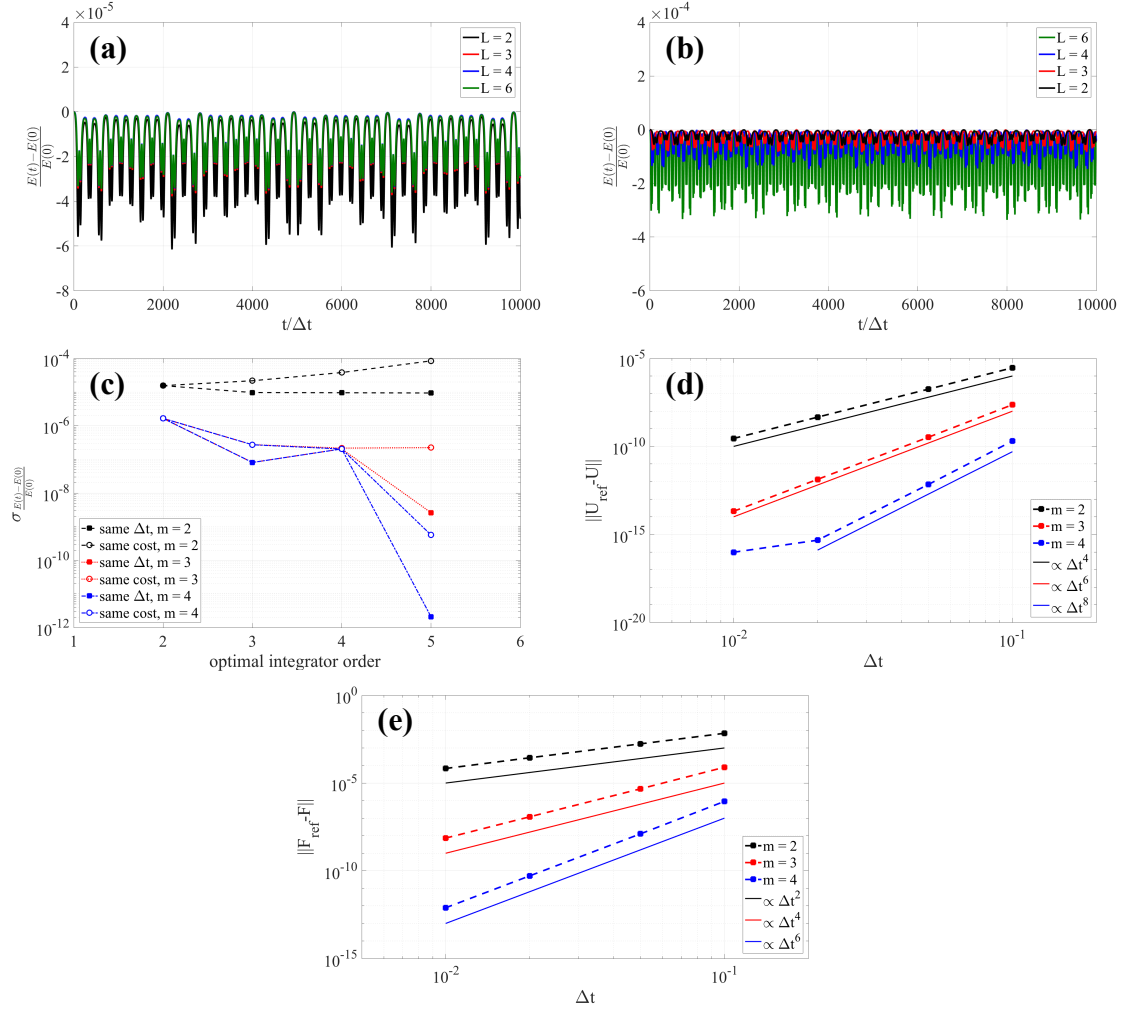 ×10⁻⁵
(a)
L = 2
L = 3
L = 4
L = 6
4
2
0
-2
-4
-6
-8
E(t)−E(0)
E(0)
0 2000 4000 6000 8000 10000
t/Δt
×10⁻⁴
(b)
L = 6
L = 4
L = 3
L = 2
4
2
0
-2
-4
-6
E(t)−E(0)
E(0)
0 2000 4000 6000 8000 10000
t/Δt
(c)
10⁻⁴
10⁻⁶
10⁻⁸
10⁻¹⁰
10⁻¹²
σ E(t)−E(0)
E(0)
same Δt, m = 2
same cost, m = 2
same Δt, m = 3
same cost, m = 3
same Δt, m = 4
same cost, m = 4
1 2 3 4 5 6
optimal integrator order
(d)
10⁻⁵
10⁻¹⁰
10⁻¹⁵
10⁻²⁰
||U_ref-U||
m = 2
m = 3
m = 4
∝ Δt⁴
∝ Δt⁶
∝ Δt⁸
10⁻² 10⁻¹
Δt
(e)
10⁰
10⁻⁵
10⁻¹⁰
10⁻¹⁵
||F_ref-F||
m = 2
m = 3
m = 4
∝ Δt²
∝ Δt⁴
∝ Δt⁶
10⁻² 10⁻¹
Δt